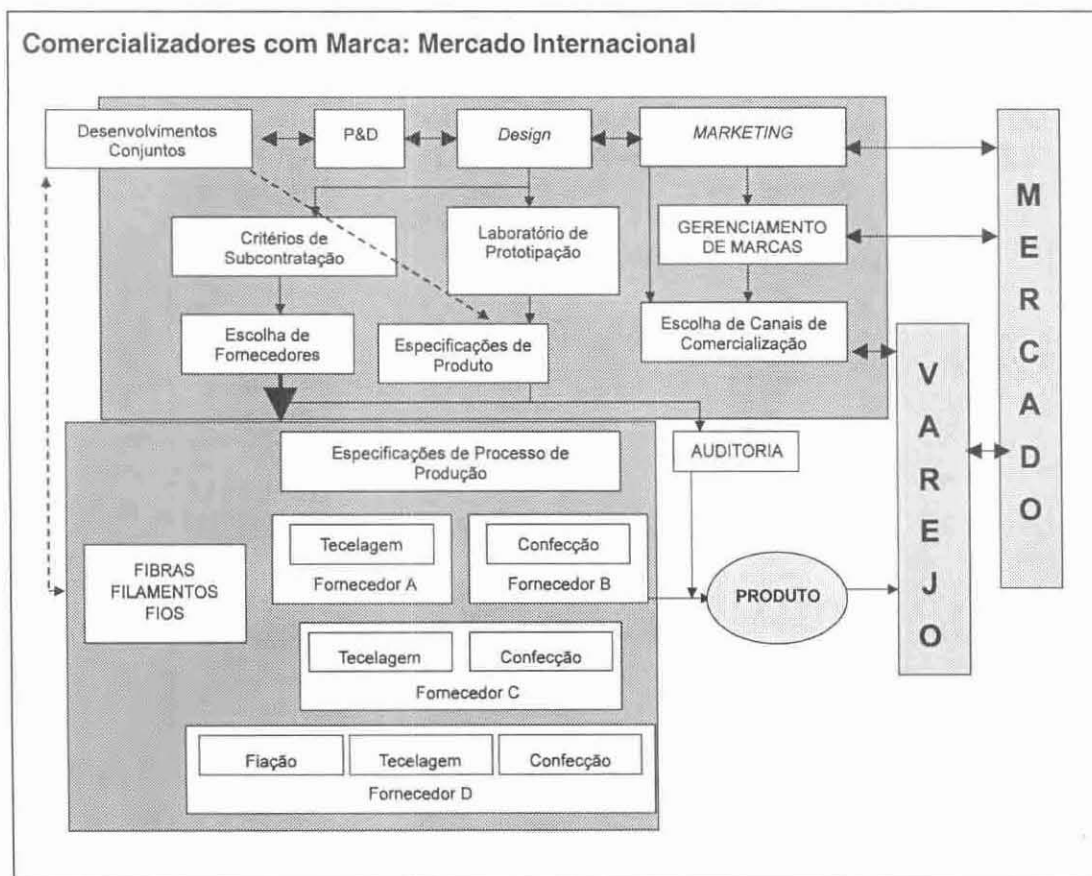 Comercializadores com Marca: Mercado Internacional
Desenvolvimentos
Conjuntos
P&D
Design
MARKETING
Critérios de
Subcontratação
Laboratório de
Prototipação
GERENCIAMENTO
DE MARCAS
Escolha de
Fornecedores
Especificações de
Produto
Escolha de Canais de
Comercialização
MERCADO
VAREJO
Especificações de Processo de
Produção
AUDITORIA
FIBRAS
FILAMENTOS
FIOS
Tecelagem
Fornecedor A
Confecção
Fornecedor B
PRODUTO
Tecelagem
Confecção
Fornecedor C
Fiação
Tecelagem
Confecção
Fornecedor D